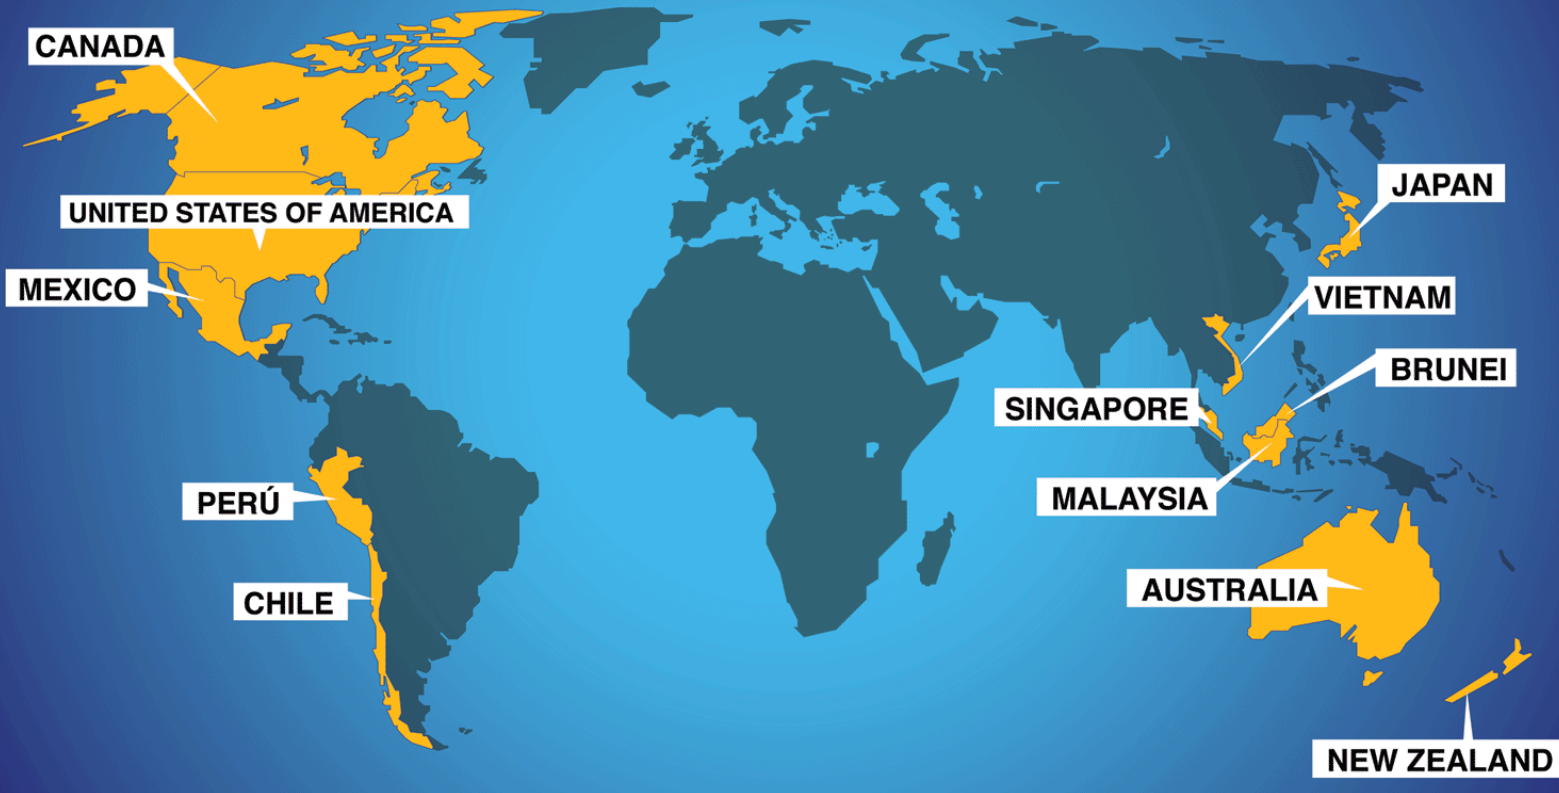 CANADA
UNITED STATES OF AMERICA
MEXICO
PERÚ
CHILE
JAPAN
VIETNAM
BRUNEI
SINGAPORE
MALAYSIA
AUSTRALIA
NEW ZEALAND